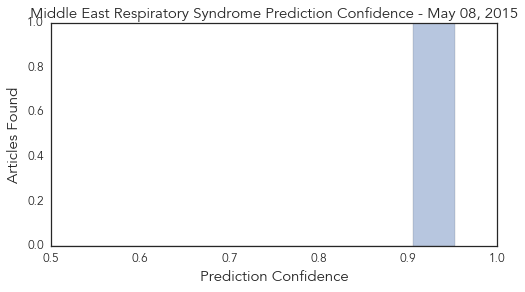 Middle East Respiratory Syndrome Prediction Confidence - May 08, 2015
1.0
0.8
0.6
0.4
0.2
0.0
Articles Found
0.5 0.6 0.7 0.8 0.9 1.0
Prediction Confidence